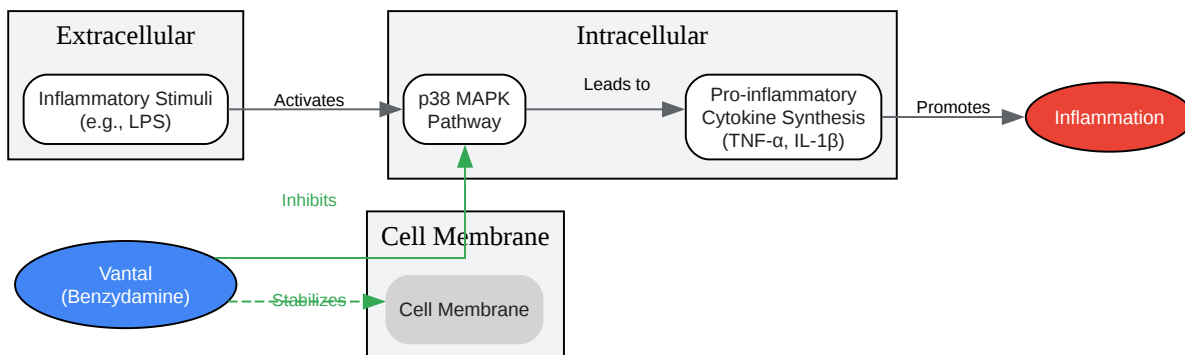 Extracellular
Inflammatory Stimuli
(e.g., LPS)
Activates
Intracellular
p38 MAPK
Pathway
Leads to
Pro-inflammatory
Cytokine Synthesis
(TNF-α, IL-1β)
Promotes
Inflammation
Inhibits
Vantal
(Benzydamine)
Stabilizes
Cell Membrane
Cell Membrane